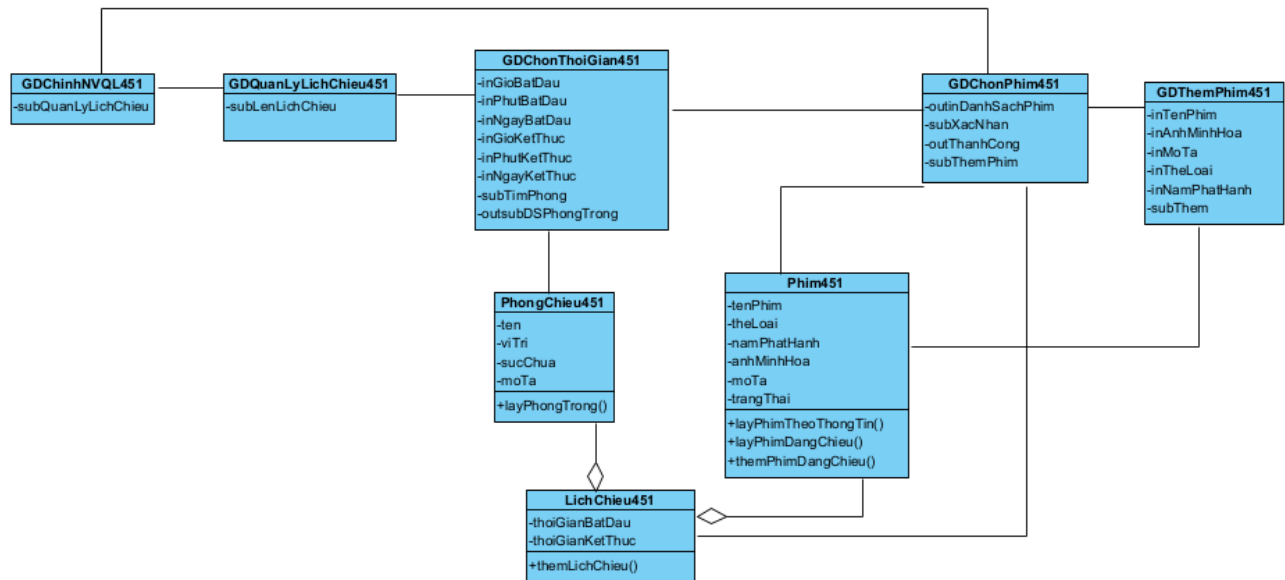 GDChinhNVQL451
-subQuanLyLichChieu
GDQuanLyLichChieu451
-subLenLichChieu
GDChonThoiGian451
-inGioBatDau
-inPhutBatDau
-inNgayBatDau
-inGioKetThuc
-inPhutKetThuc
-inNgayKetThuc
-subTimPhong
-outsubDSPhongTrong
GDChonPhim451
-outinDanhSachPhim
-subXacNhan
-outThanhCong
-subThemPhim
GDThemPhim451
-inTenPhim
-inAnhMinhHoa
-inMoTa
-inTheLoai
-inNamPhatHanh
-subThem
PhongChieu451
-ten
-viTri
-sucChua
-moTa
+layPhongTrong()
Phim451
-tenPhim
-theLoai
-namPhatHanh
-anhMinhHoa
-moTa
-trangThai
+layPhimTheoThongTin()
+layPhimDangChieu()
+themPhimDangChieu()
LichChieu451
-thoiGianBatDau
-thoiGianKetThuc
+themLichChieu()